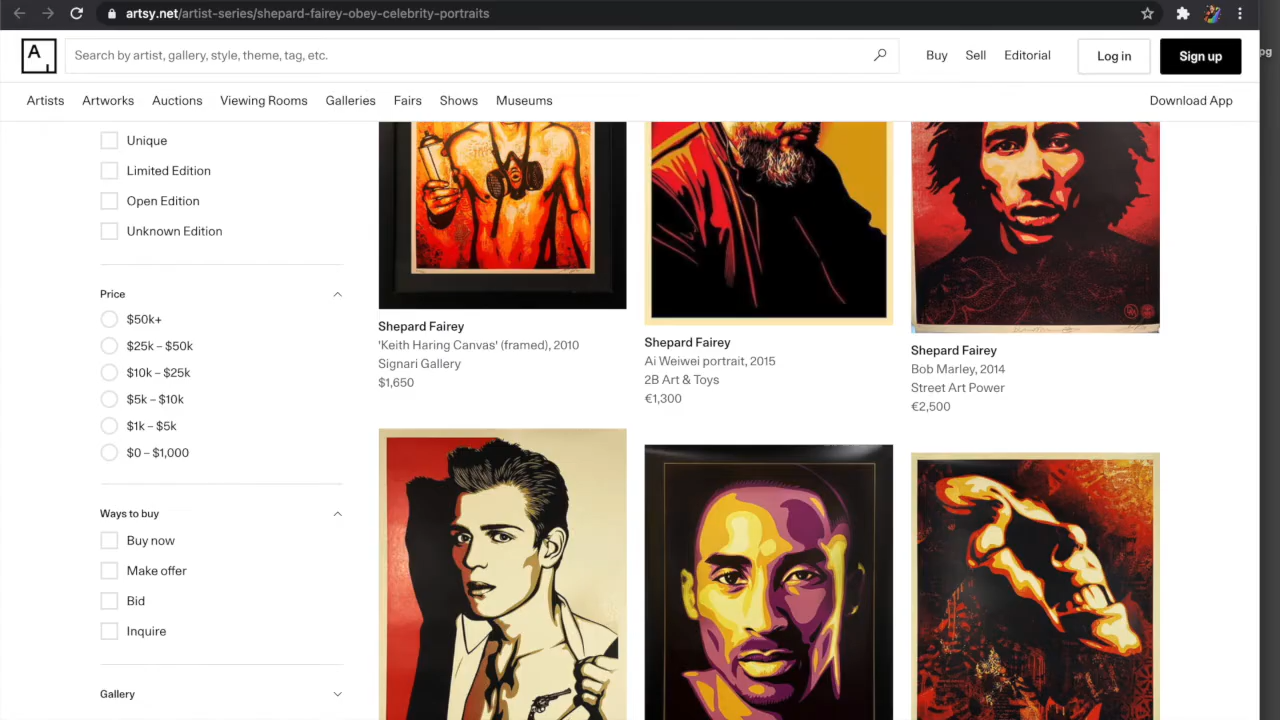 artsy.net/artist-series/shepard-fairey-obey-celebrity-portraits
pg
A
Search by artist, gallery, style, theme, tag, etc.
Buy Sell Editorial Log in Sign up
Artists Artworks Auctions Viewing Rooms Galleries Fairs Shows Museums Download App
Unique
Limited Edition
Open Edition
Unknown Edition
Price
$50k+
$25k – $50k
$10k – $25k
$5k – $10k
$1k – $5k
$0 – $1,000
Ways to buy
Buy now
Make offer
Bid
Inquire
Gallery
Shepard Fairey
'Keith Haring Canvas' (framed), 2010
Signari Gallery
$1,650
Shepard Fairey
Ai Weiwei portrait, 2015
2B Art & Toys
€1,300
Shepard Fairey
Bob Marley, 2014
Street Art Power
€2,500